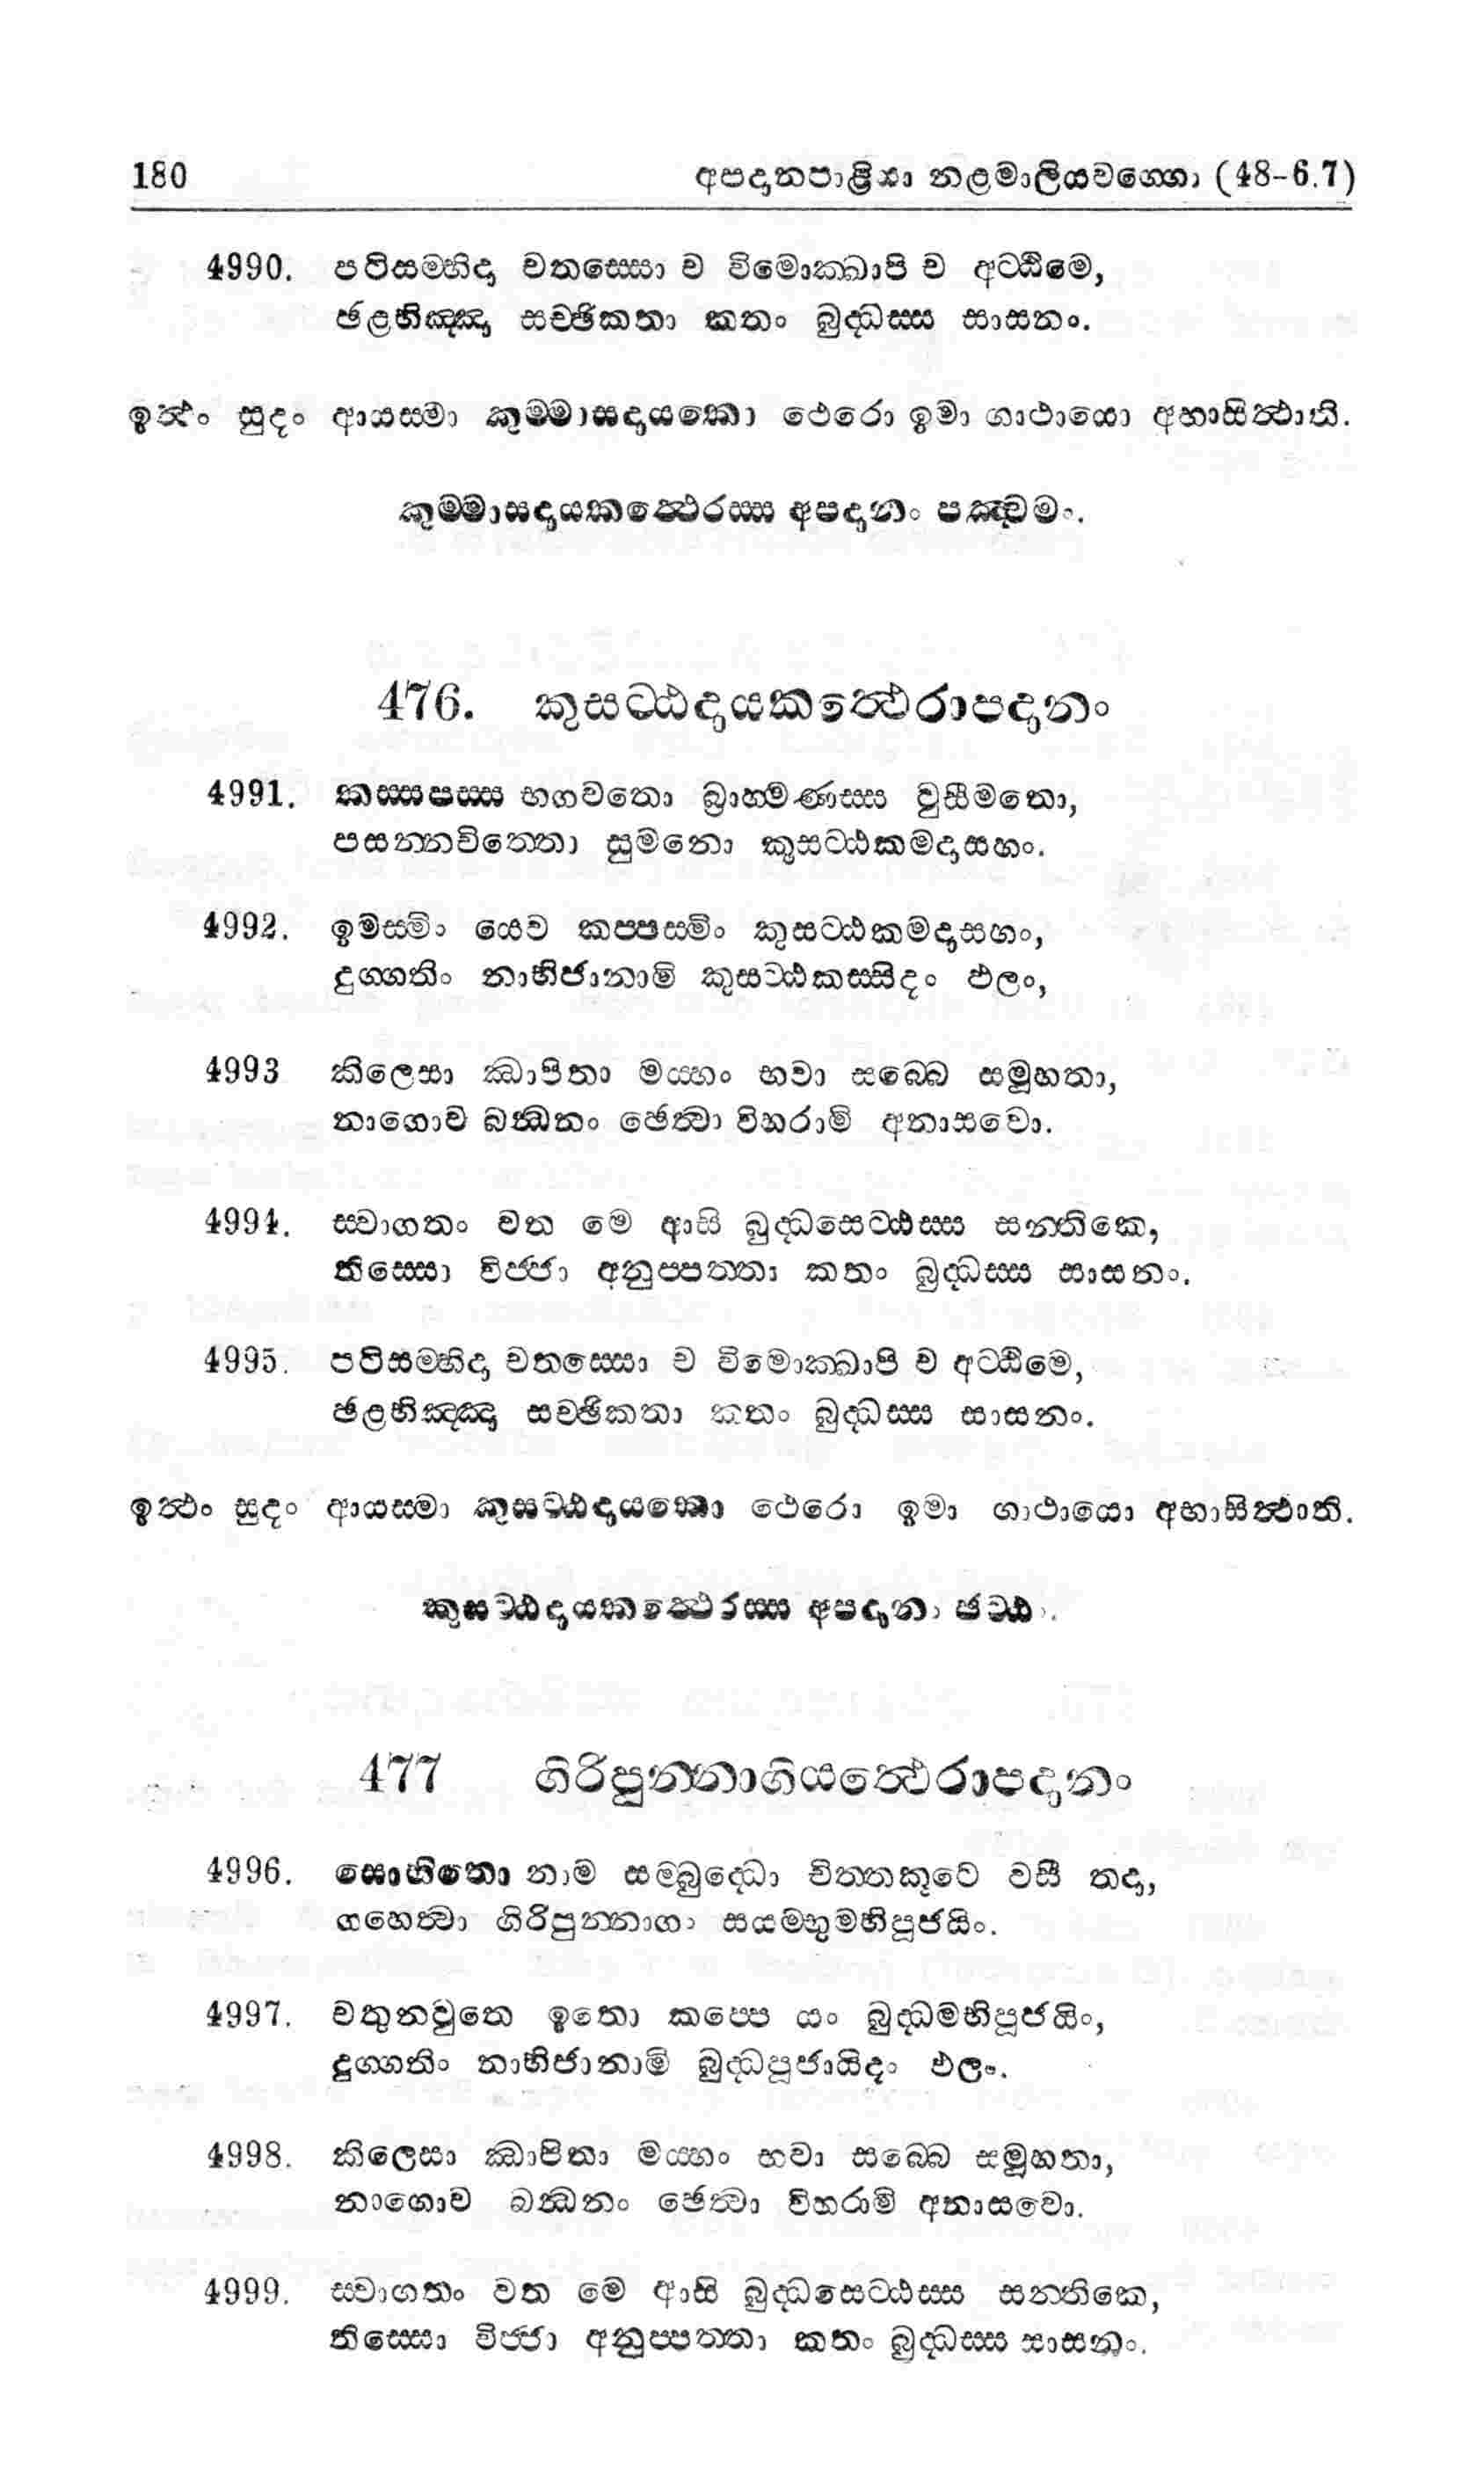 180 අපදානපාළියා නළමාලියවග්ගො (48-6.7)
4990. පටිසම්භිදා චතස්සො ච විමොක්ඛාපි ච අට්ඨිමෙ,
ඡළභිඤ්ඤා සච්ඡිකතා කතං බුද්ධස්ස සාසනං.
ඉත්ථං සුදං ආයස්මා කුම්මාසදායකො ථෙරො ඉමා ගාථායො අභාසිත්ථාති.
කුම්මාසදායකත්ථෙරස්ස අපදානං පඤ්චමං.
476. කුසට්ඨදායකත්ථෙරාපදානං
4991. කස්සපස්ස භගවතො බ්‍රාහ්මණස්ස වුසීමතො,
පසන්නචිත්තො සුමනො කුසට්ඨකමදාසහං.
4992. ඉමස්මිං යෙව කප්පස්මිං කුසට්ඨකමදාසහං,
දුග්ගතිං නාභිජානාමි කුසට්ඨකස්සිදං ඵලං,
4993 කිලෙසා ඣාපිතා මය්හං භවා සබ්බෙ සමූහතා,
නාගොව බන්ධනං ඡෙත්වා විහරාමි අනාසවො.
4994. ස්වාගතං වත මෙ ආසි බුද්ධසෙට්ඨස්ස සන්තිකෙ,
තිස්සො විජ්ජා අනුප්පත්තා කතං බුද්ධස්ස සාසනං.
4995. පටිසම්භිදා චතස්සො ච විමොක්ඛාපි ච අට්ඨිමෙ,
ඡළභිඤ්ඤා සච්ඡිකතා කතං බුද්ධස්ස සාසනං.
ඉත්ථං සුදං ආයස්මා කුසට්ඨදායකො ථෙරො ඉමා ගාථායො අභාසිත්ථාති.
කුසට්ඨදායකත්ථෙරස්ස අපදානං ඡට්ඨං.
477 ගිරිපුන්නාගියත්ථෙරාපදානං
4996. සොභිතො නාම සම්බුද්ධො චිත්තකූටෙ වසී තදා,
ගහෙත්වා ගිරිපුන්නාගං සයම්භුමභිපූජයිං.
4997. චතුනවුතෙ ඉතො කප්පෙ යං බුද්ධමභිපූජයිං,
දුග්ගතිං නාභිජානාමි බුද්ධපූජායිදං ඵලං.
4998. කිලෙසා ඣාපිතා මය්හං භවා සබ්බෙ සමූහතා,
නාගොව බන්ධනං ඡෙත්වා විහරාමි අනාසවො.
4999. ස්වාගතං වත මෙ ආසි බුද්ධසෙට්ඨස්ස සන්තිකෙ,
තිස්සො විජ්ජා අනුප්පත්තා කතං බුද්ධස්ස සාසනං.